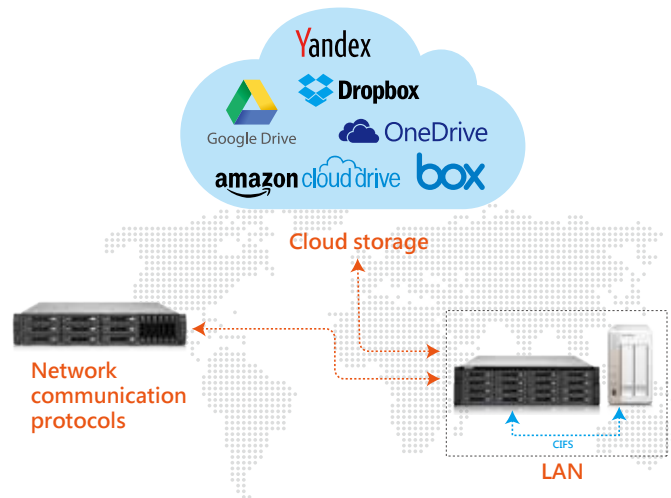 Yandex
Dropbox
Google Drive
OneDrive
amazon cloud drive
box
Cloud storage
Network
communication
protocols
CIFS
LAN